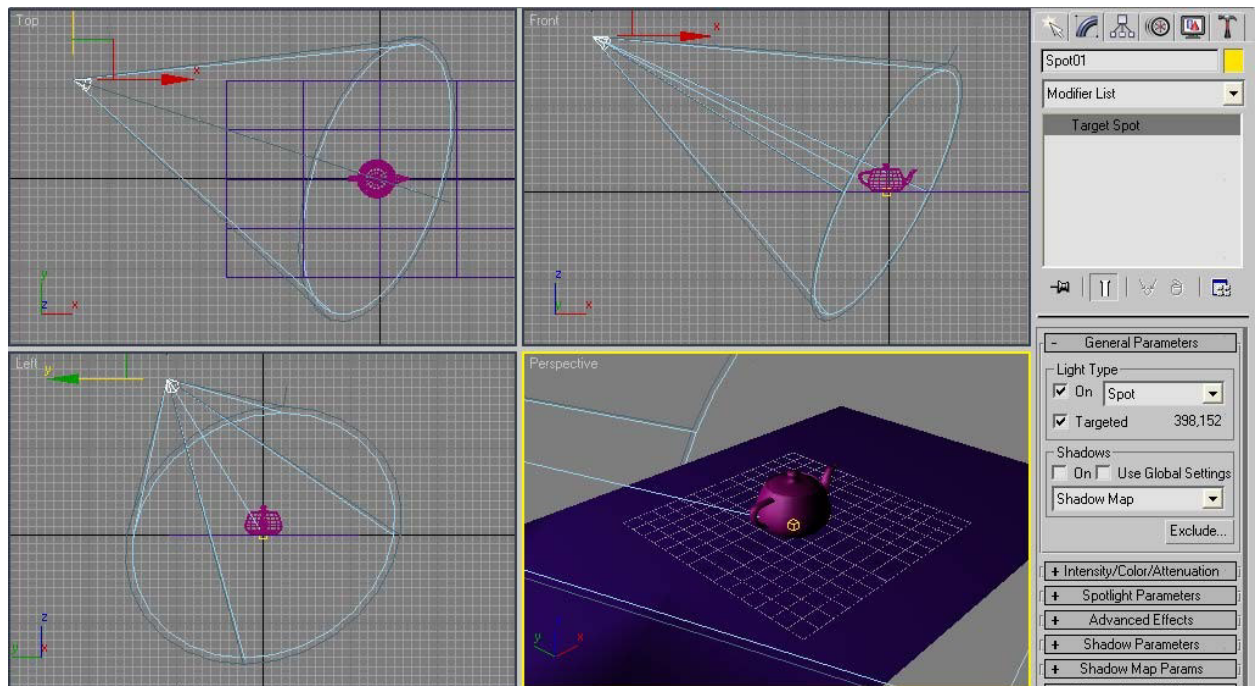 Top
x
y
z x
Front
x
z
y x
Left
y
z
y x
Perspective
z
y x
Spot01
Modifier List
Target Spot
- General Parameters
Light Type
On Spot
Targeted 398,152
Shadows
On Use Global Settings
Shadow Map
Exclude...
+ Intensity/Color/Attenuation
+ Spotlight Parameters
+ Advanced Effects
+ Shadow Parameters
+ Shadow Map Params